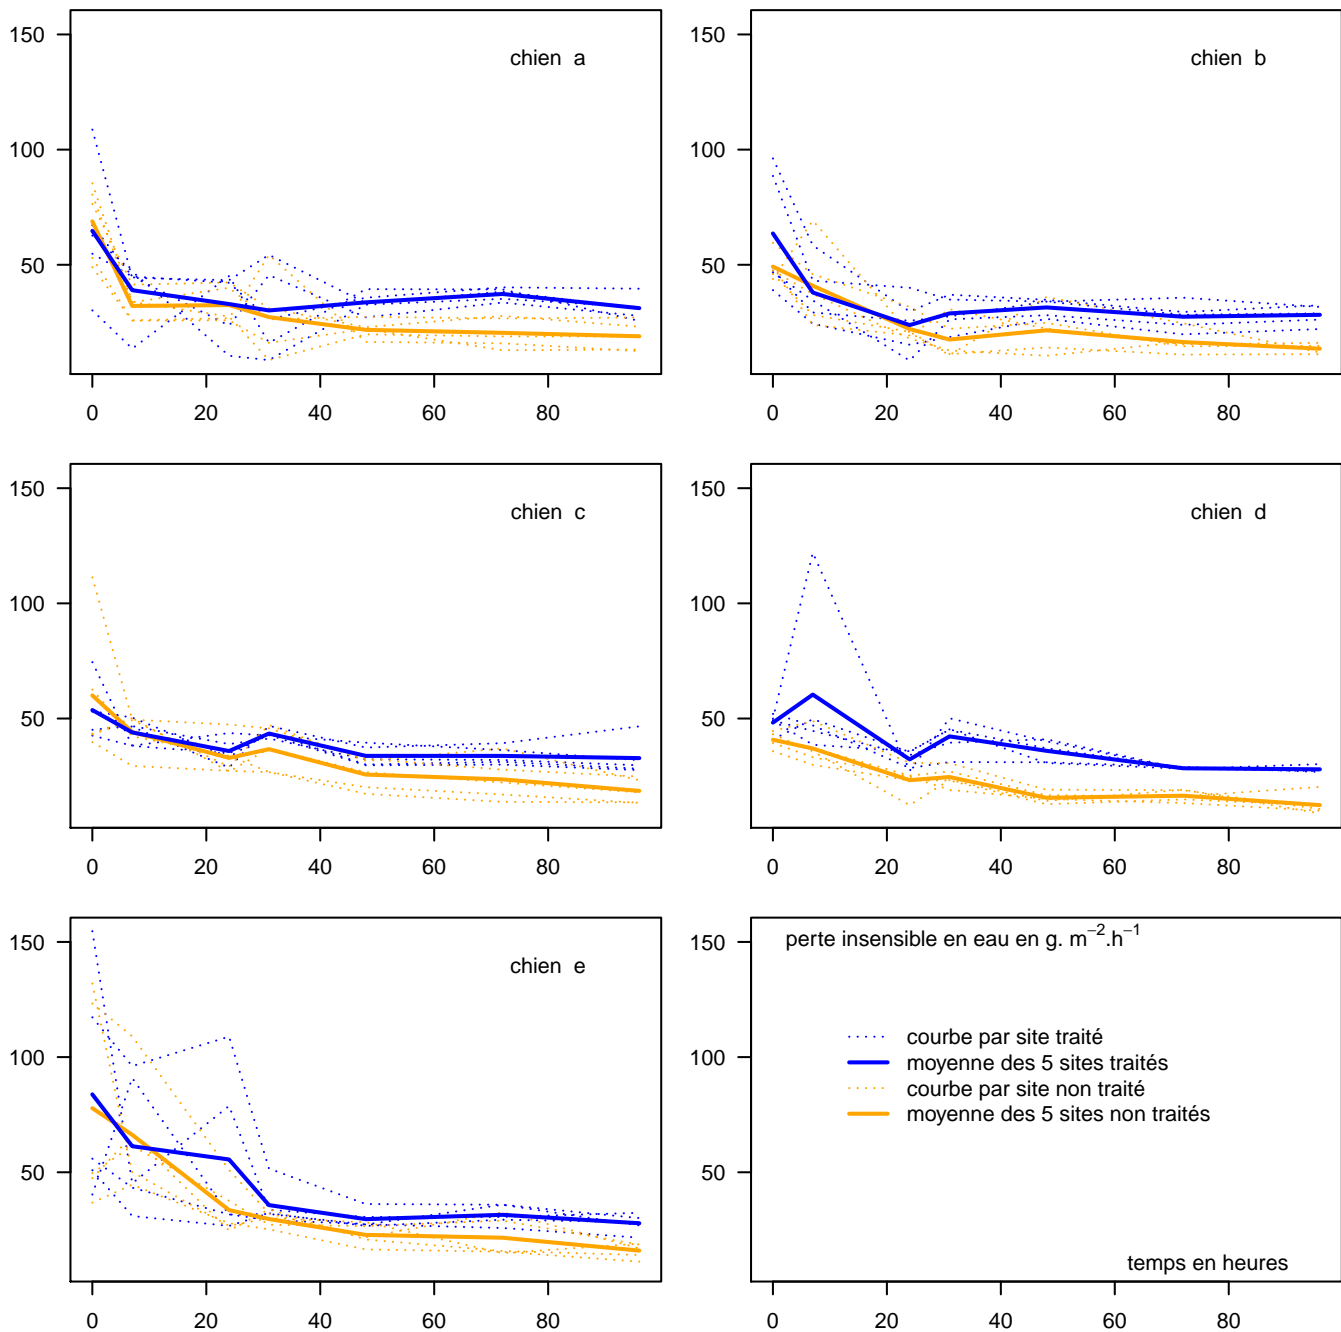 150
100
50
0 20 40 60 80
chien a
150
100
50
0 20 40 60 80
chien b
150
100
50
0 20 40 60 80
chien c
150
100
50
0 20 40 60 80
chien d
150
100
50
0 20 40 60 80
chien e
150
100
50
0 20 40 60 80
perte insensible en eau en g. m⁻².h⁻¹
courbe par site traité
moyenne des 5 sites traités
courbe par site non traité
moyenne des 5 sites non traités
temps en heures